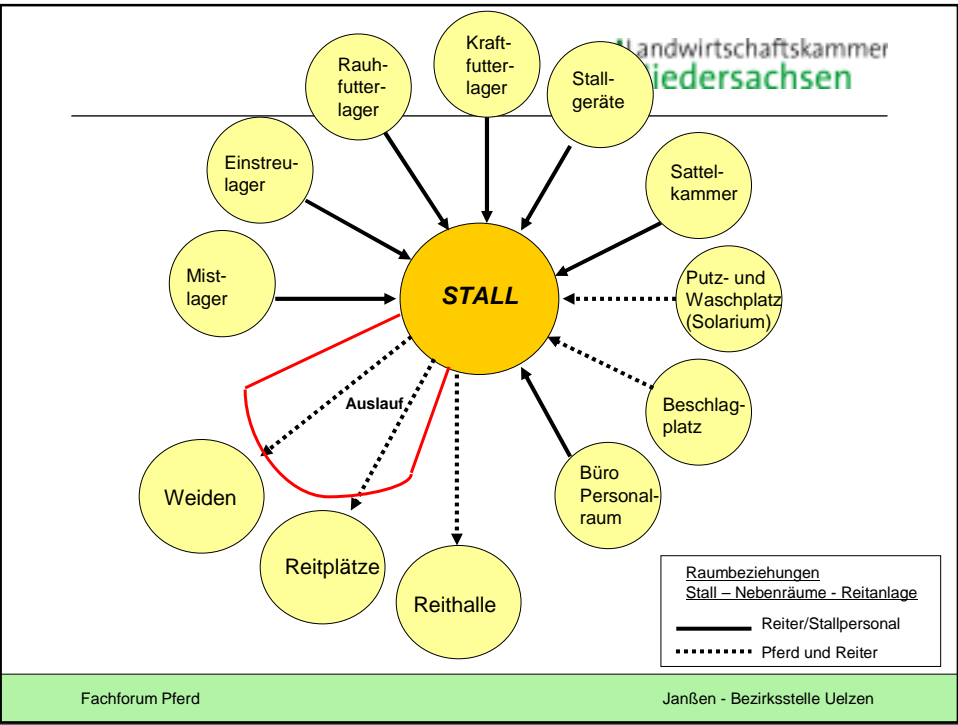 Landwirtschaftskammer
Niedersachsen
Kraft-
futter-
lager
Rauh-
futter-
lager
Stall-
geräte
Einstreu-
lager
Sattel-
kammer
Mist-
lager
STALL
Putz- und
Waschplatz
(Solarium)
Auslauf
Beschlag-
platz
Weiden
Büro
Personal-
raum
Reitplätze
Reithalle
Raumbeziehungen
Stall – Nebenräume - Reitanlage
Reiter/Stallpersonal
Pferd und Reiter
Fachforum Pferd
Janßen - Bezirksstelle Uelzen